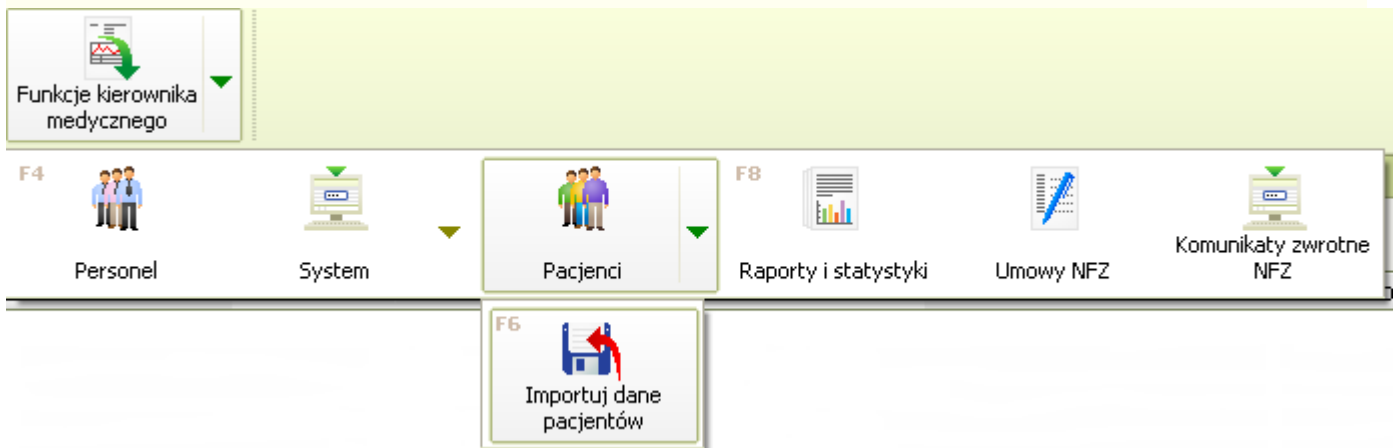 Funkcje kierownika
medycznego
F4
Personel
System
Pacjenci
F8
Raporty i statystyki
Umowy NFZ
Komunikaty zwrotne
NFZ
F6
Importuj dane
pacjentów